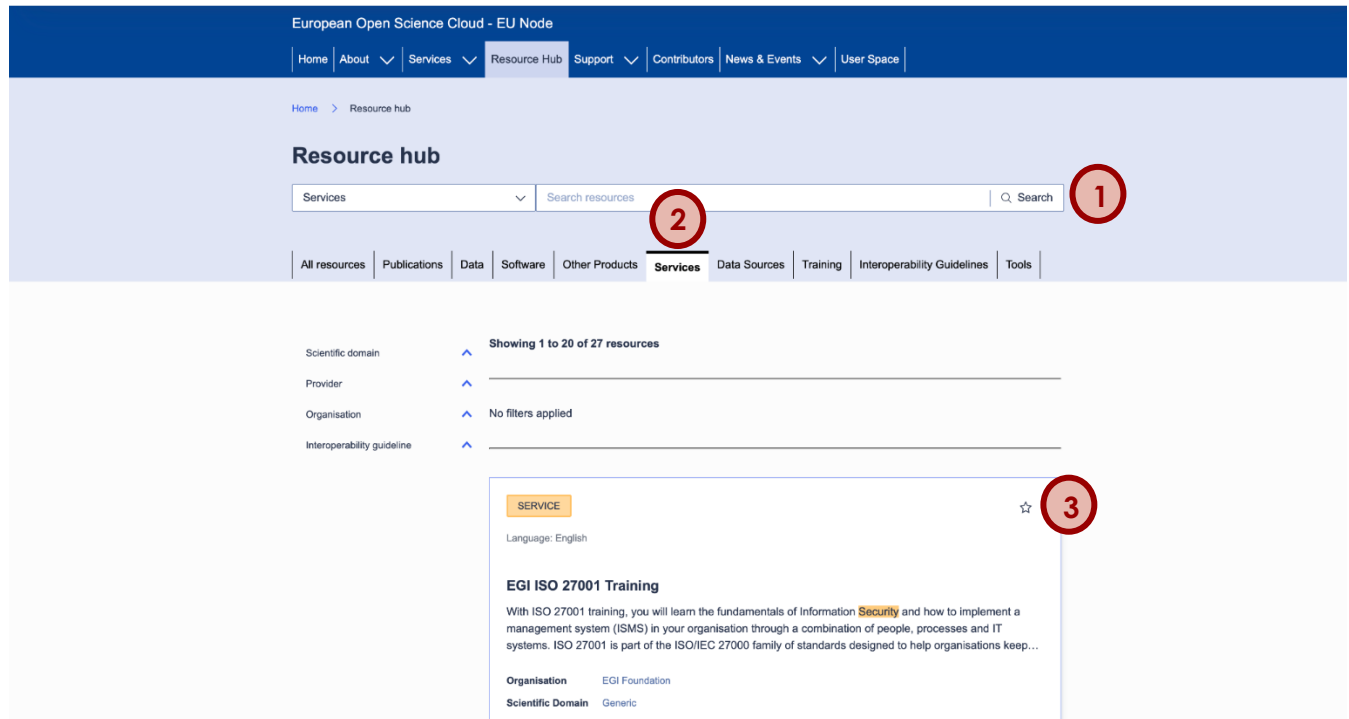 European Open Science Cloud - EU Node
Home About Services Resource Hub Support Contributors News & Events User Space
Home > Resource hub
Resource hub
Services Search resources Search
1
2
All resources Publications Data Software Other Products Services Data Sources Training Interoperability Guidelines Tools
Showing 1 to 20 of 27 resources
Scientific domain
Provider
Organisation
Interoperability guideline
No filters applied
SERVICE
3
Language: English
EGI ISO 27001 Training
With ISO 27001 training, you will learn the fundamentals of Information Security and how to implement a
management system (ISMS) in your organisation through a combination of people, processes and IT
systems. ISO 27001 is part of the ISO/IEC 27000 family of standards designed to help organisations keep…
Organisation EGI Foundation
Scientific Domain Generic